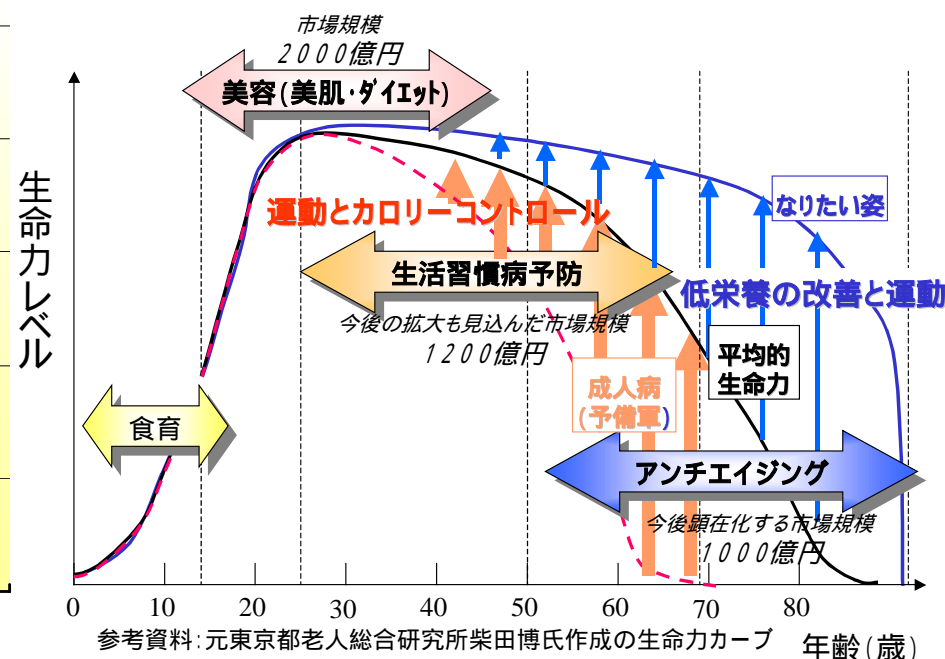 市場規模
2000億円
美容(美肌・ダイエット)
生命力レベル
運動とカロリーコントロール
なりたい姿
生活習慣病予防
低栄養の改善と運動
今後の拡大も見込んだ市場規模
1200億円
平均的
生命力
成人病
(予備軍)
食育
アンチエイジング
今後顕在化する市場規模
1000億円
0 10 20 30 40 50 60 70 80
参考資料:元東京都老人総合研究所柴田博氏作成の生命力カーブ
年齢(歳)